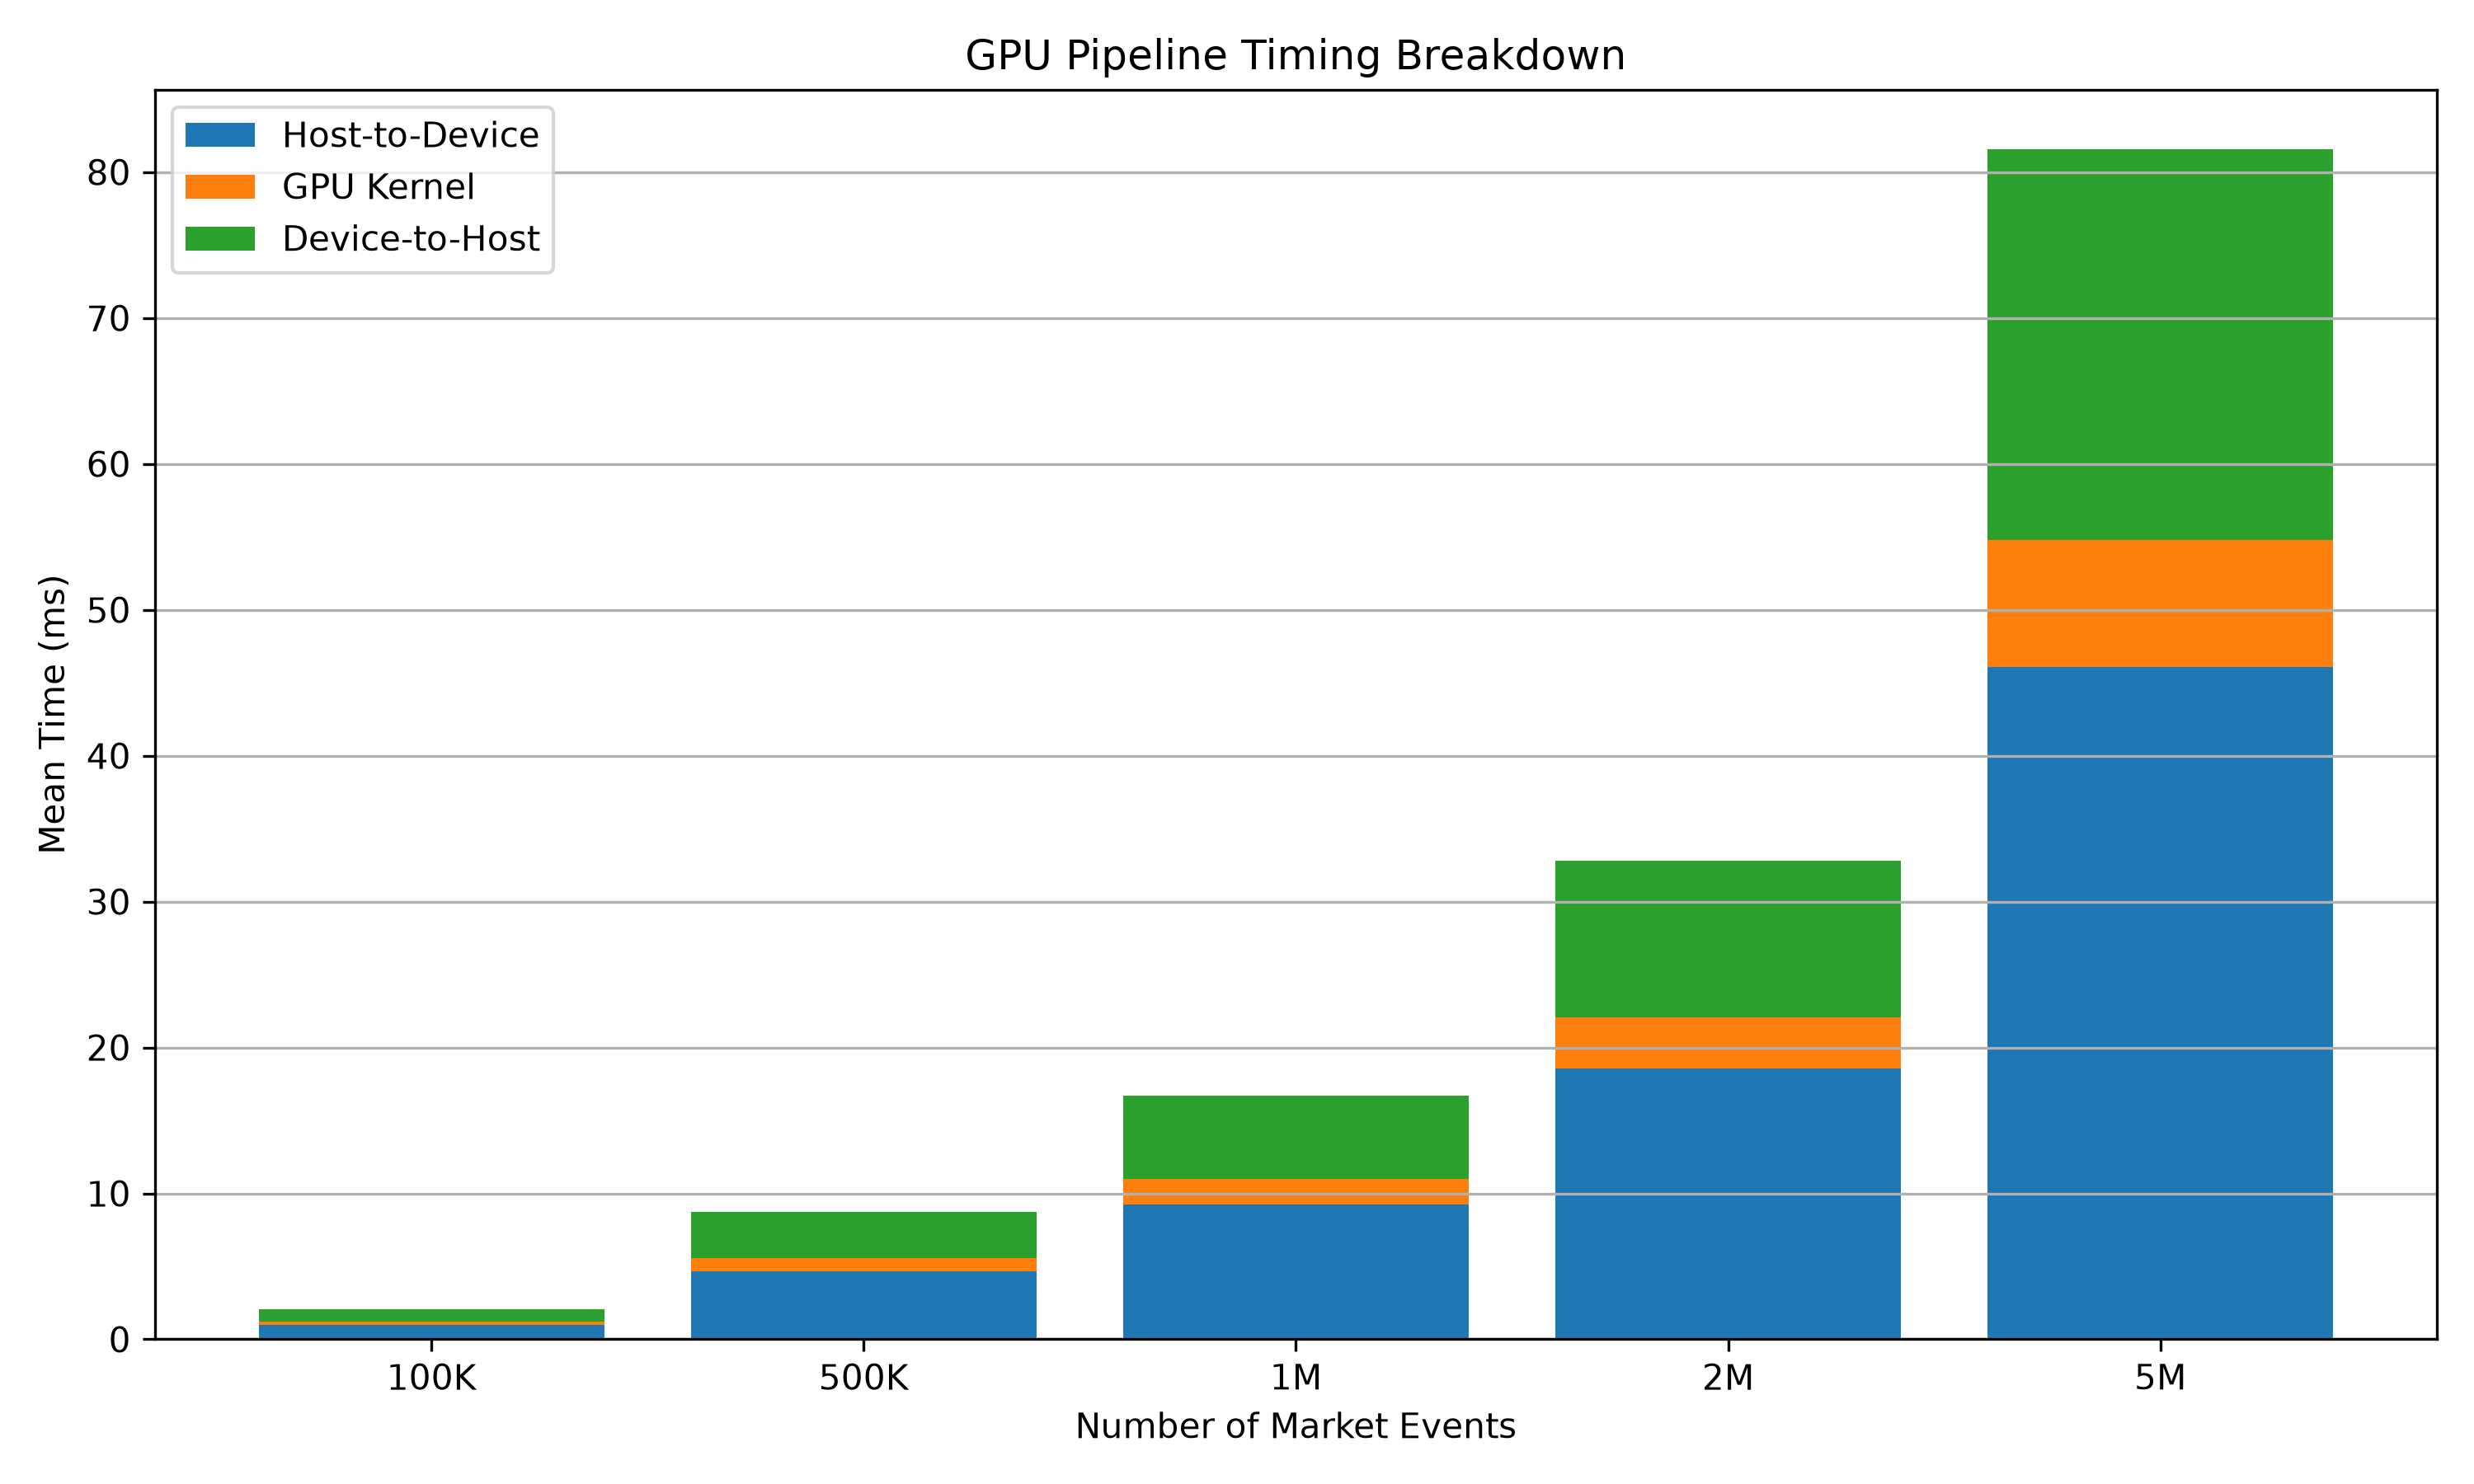 GPU Pipeline Timing Breakdown
Host-to-Device
GPU Kernel
Device-to-Host
80
70
60
50
40
30
20
10
0
Mean Time (ms)
100K
500K
1M
2M
5M
Number of Market Events